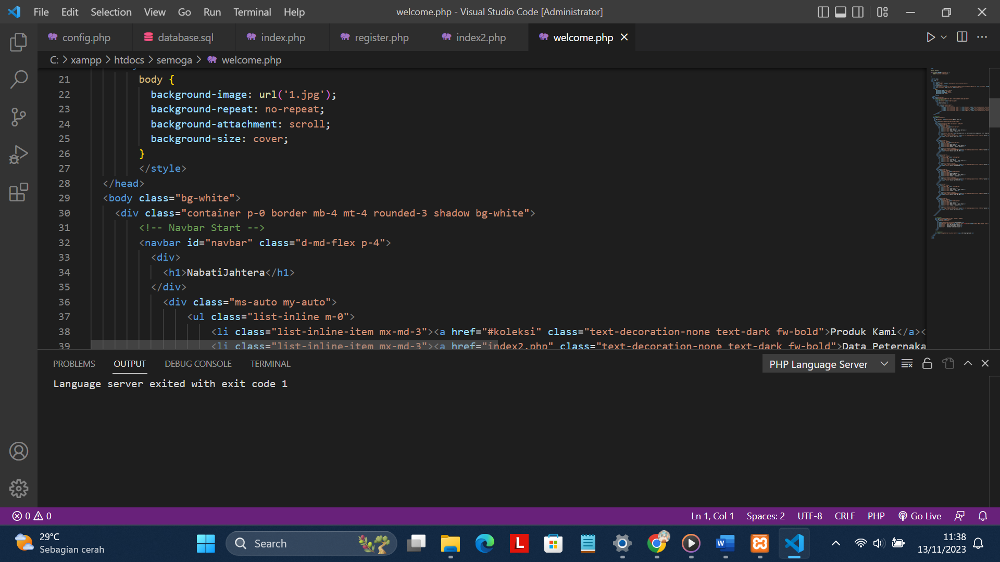 File Edit Selection View Go Run Terminal Help
welcome.php - Visual Studio Code [Administrator]
config.php database.sql index.php register.php index2.php welcome.php
C: > xampp > htdocs > semoga > welcome.php
21 body {
22 background-image: url('1.jpg');
23 background-repeat: no-repeat;
24 background-attachment: scroll;
25 background-size: cover;
26 }
27 </style>
28 </head>
29 <body class="bg-white">
30 <div class="container p-0 border mb-4 mt-4 rounded-3 shadow bg-white">
31 <!-- Navbar Start -->
32 <navbar id="navbar" class="d-md-flex p-4">
33 <div>
34 <h1>NabatiJahtera</h1>
35 </div>
36 <div class="ms-auto my-auto">
37 <ul class="list-inline m-0">
38 <li class="list-inline-item mx-md-3"><a href="#koleksi" class="text-decoration-none text-dark fw-bold">Produk Kami</a><
39 <li class="list-inline-item mx-md-3"><a href="index2.php" class="text-decoration-none text-dark fw-bold">Data Peternaka
PROBLEMS OUTPUT DEBUG CONSOLE TERMINAL
PHP Language Server
Language server exited with exit code 1
0 0
Ln 1, Col 1 Spaces: 2 UTF-8 CRLF PHP Go Live
29°C
Sebagian cerah
Search
L
W
11:38
13/11/2023